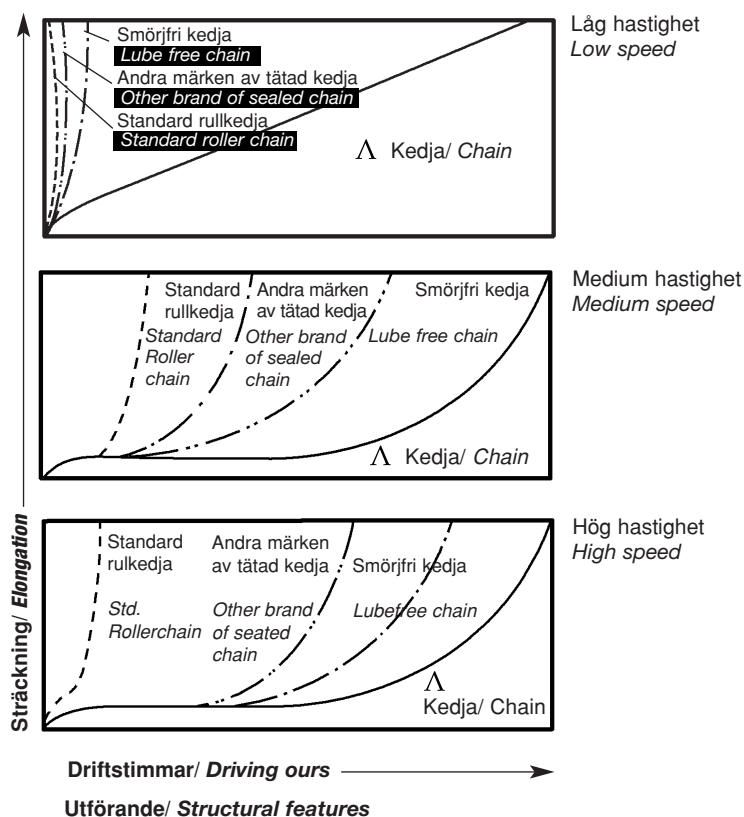 Låg hastighet
Low speed
Smörjfri kedja
Lube free chain
Andra märken av tätad kedja
Other brand of sealed chain
Standard rullkedja
Standard roller chain
Λ Kedja/ Chain
Medium hastighet
Medium speed
Standard
rullkedja
Standard
Roller
chain
Andra märken
av tätad kedja
Other brand
of sealed
chain
Smörjfri kedja
Lube free chain
Λ Kedja/ Chain
Hög hastighet
High speed
Standard
rulkedja
Std.
Rollerchain
Andra märken
av tätad kedja
Other brand
of seated
chain
Smörjfri kedja
Lubefree chain
Λ
Kedja/ Chain
Sträckning/ Elongation
Driftstimmar/ Driving ours
Utförande/ Structural features